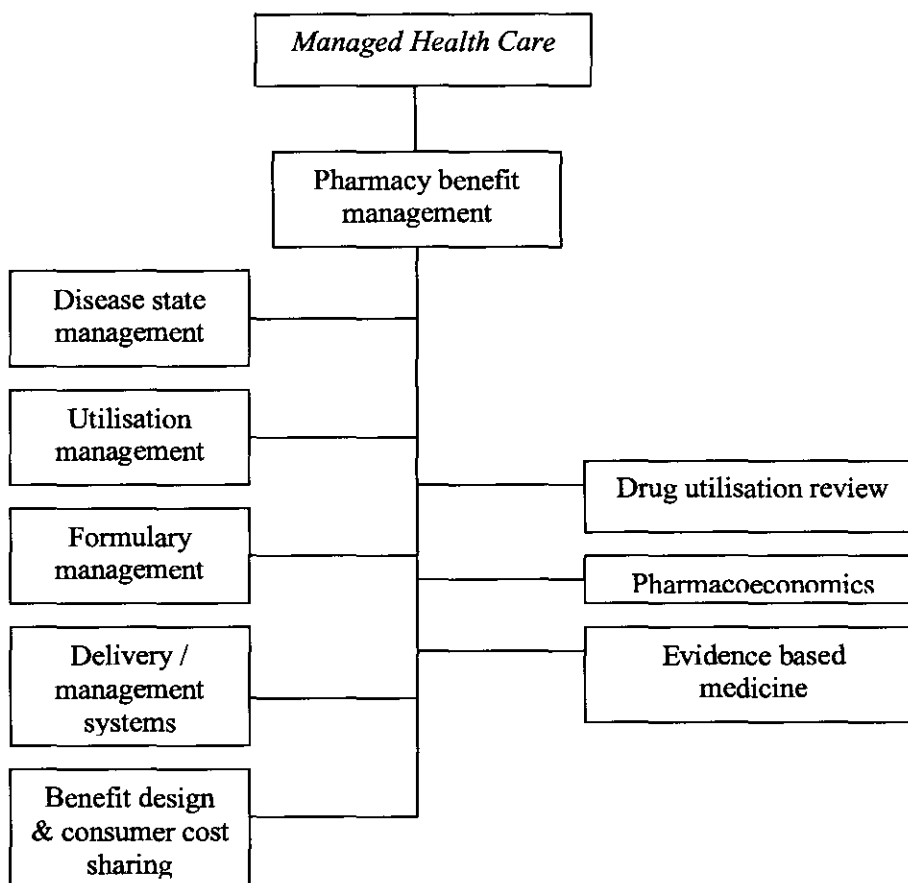 Managed Health Care
Pharmacy benefit
management
Disease state
management
Utilisation
management
Formulary
management
Delivery /
management
systems
Benefit design
& consumer cost
sharing
Drug utilisation review
Pharmacoeconomics
Evidence based
medicine